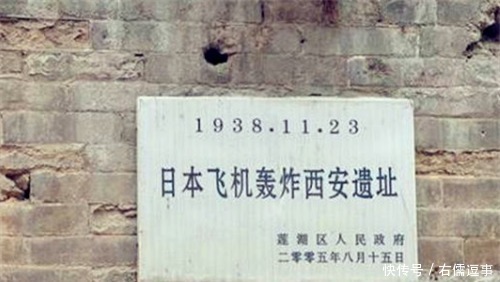 1938.11.23
日本飞机轰炸西安遗址
莲湖区人民政府
二零零五年八月十五日
快传号 / 右儒逗事